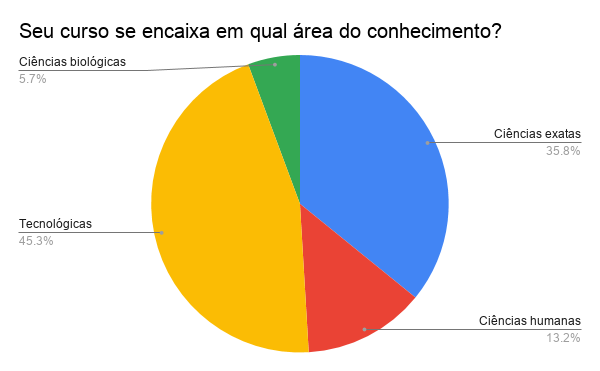 Seu curso se encaixa em qual área do conhecimento?
Ciências biológicas
5.7%
Ciências exatas
35.8%
Tecnológicas
45.3%
Ciências humanas
13.2%